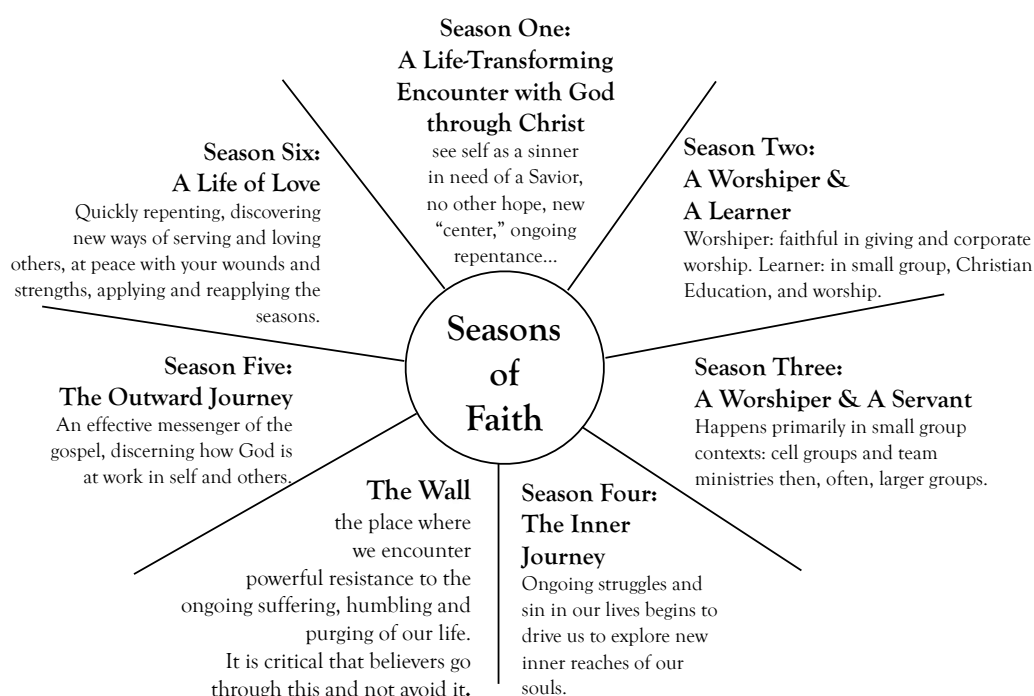 Season One:
A Life-Transforming
Encounter with God
through Christ
see self as a sinner
in need of a Savior,
no other hope, new
“center,” ongoing
repentance...
Season Two:
A Worshiper &
A Learner
Worshiper: faithful in giving and corporate
worship. Learner: in small group, Christian
Education, and worship.
Season Three:
A Worshiper & A Servant
Happens primarily in small group
contexts: cell groups and team
ministries then, often, larger groups.
Season Four:
The Inner
Journey
Ongoing struggles and
sin in our lives begins to
drive us to explore new
inner reaches of our
souls.
The Wall
the place where
we encounter
powerful resistance to the
ongoing suffering, humbling and
purging of our life.
It is critical that believers go
through this and not avoid it.
Season Five:
The Outward Journey
An effective messenger of the
gospel, discerning how God is
at work in self and others.
Season Six:
A Life of Love
Quickly repenting, discovering
new ways of serving and loving
others, at peace with your wounds and
strengths, applying and reapplying the
seasons.
Seasons
of
Faith